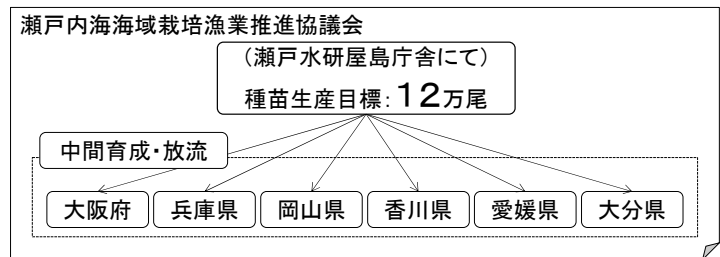 瀬戸内海海域栽培漁業推進協議会
(瀬戸水研屋島庁舎にて)
種苗生産目標:12万尾
中間育成・放流
大阪府 兵庫県 岡山県 香川県 愛媛県 大分県